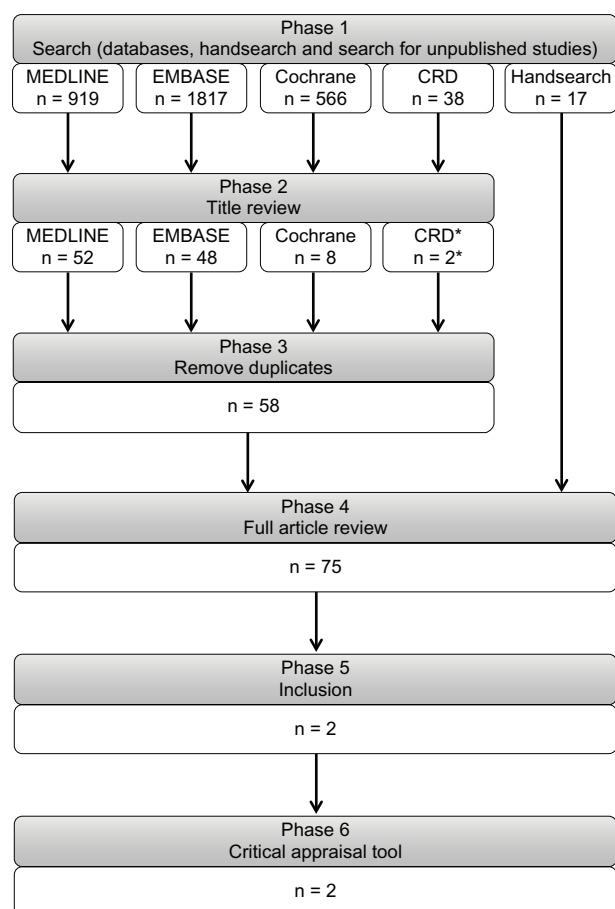 Phase 1
Search (databases, handsearch and search for unpublished studies)
MEDLINE
n = 919
EMBASE
n = 1817
Cochrane
n = 566
CRD
n = 38
Handsearch
n = 17
Phase 2
Title review
MEDLINE
n = 52
EMBASE
n = 48
Cochrane
n = 8
CRD*
n = 2*
Phase 3
Remove duplicates
n = 58
Phase 4
Full article review
n = 75
Phase 5
Inclusion
n = 2
Phase 6
Critical appraisal tool
n = 2